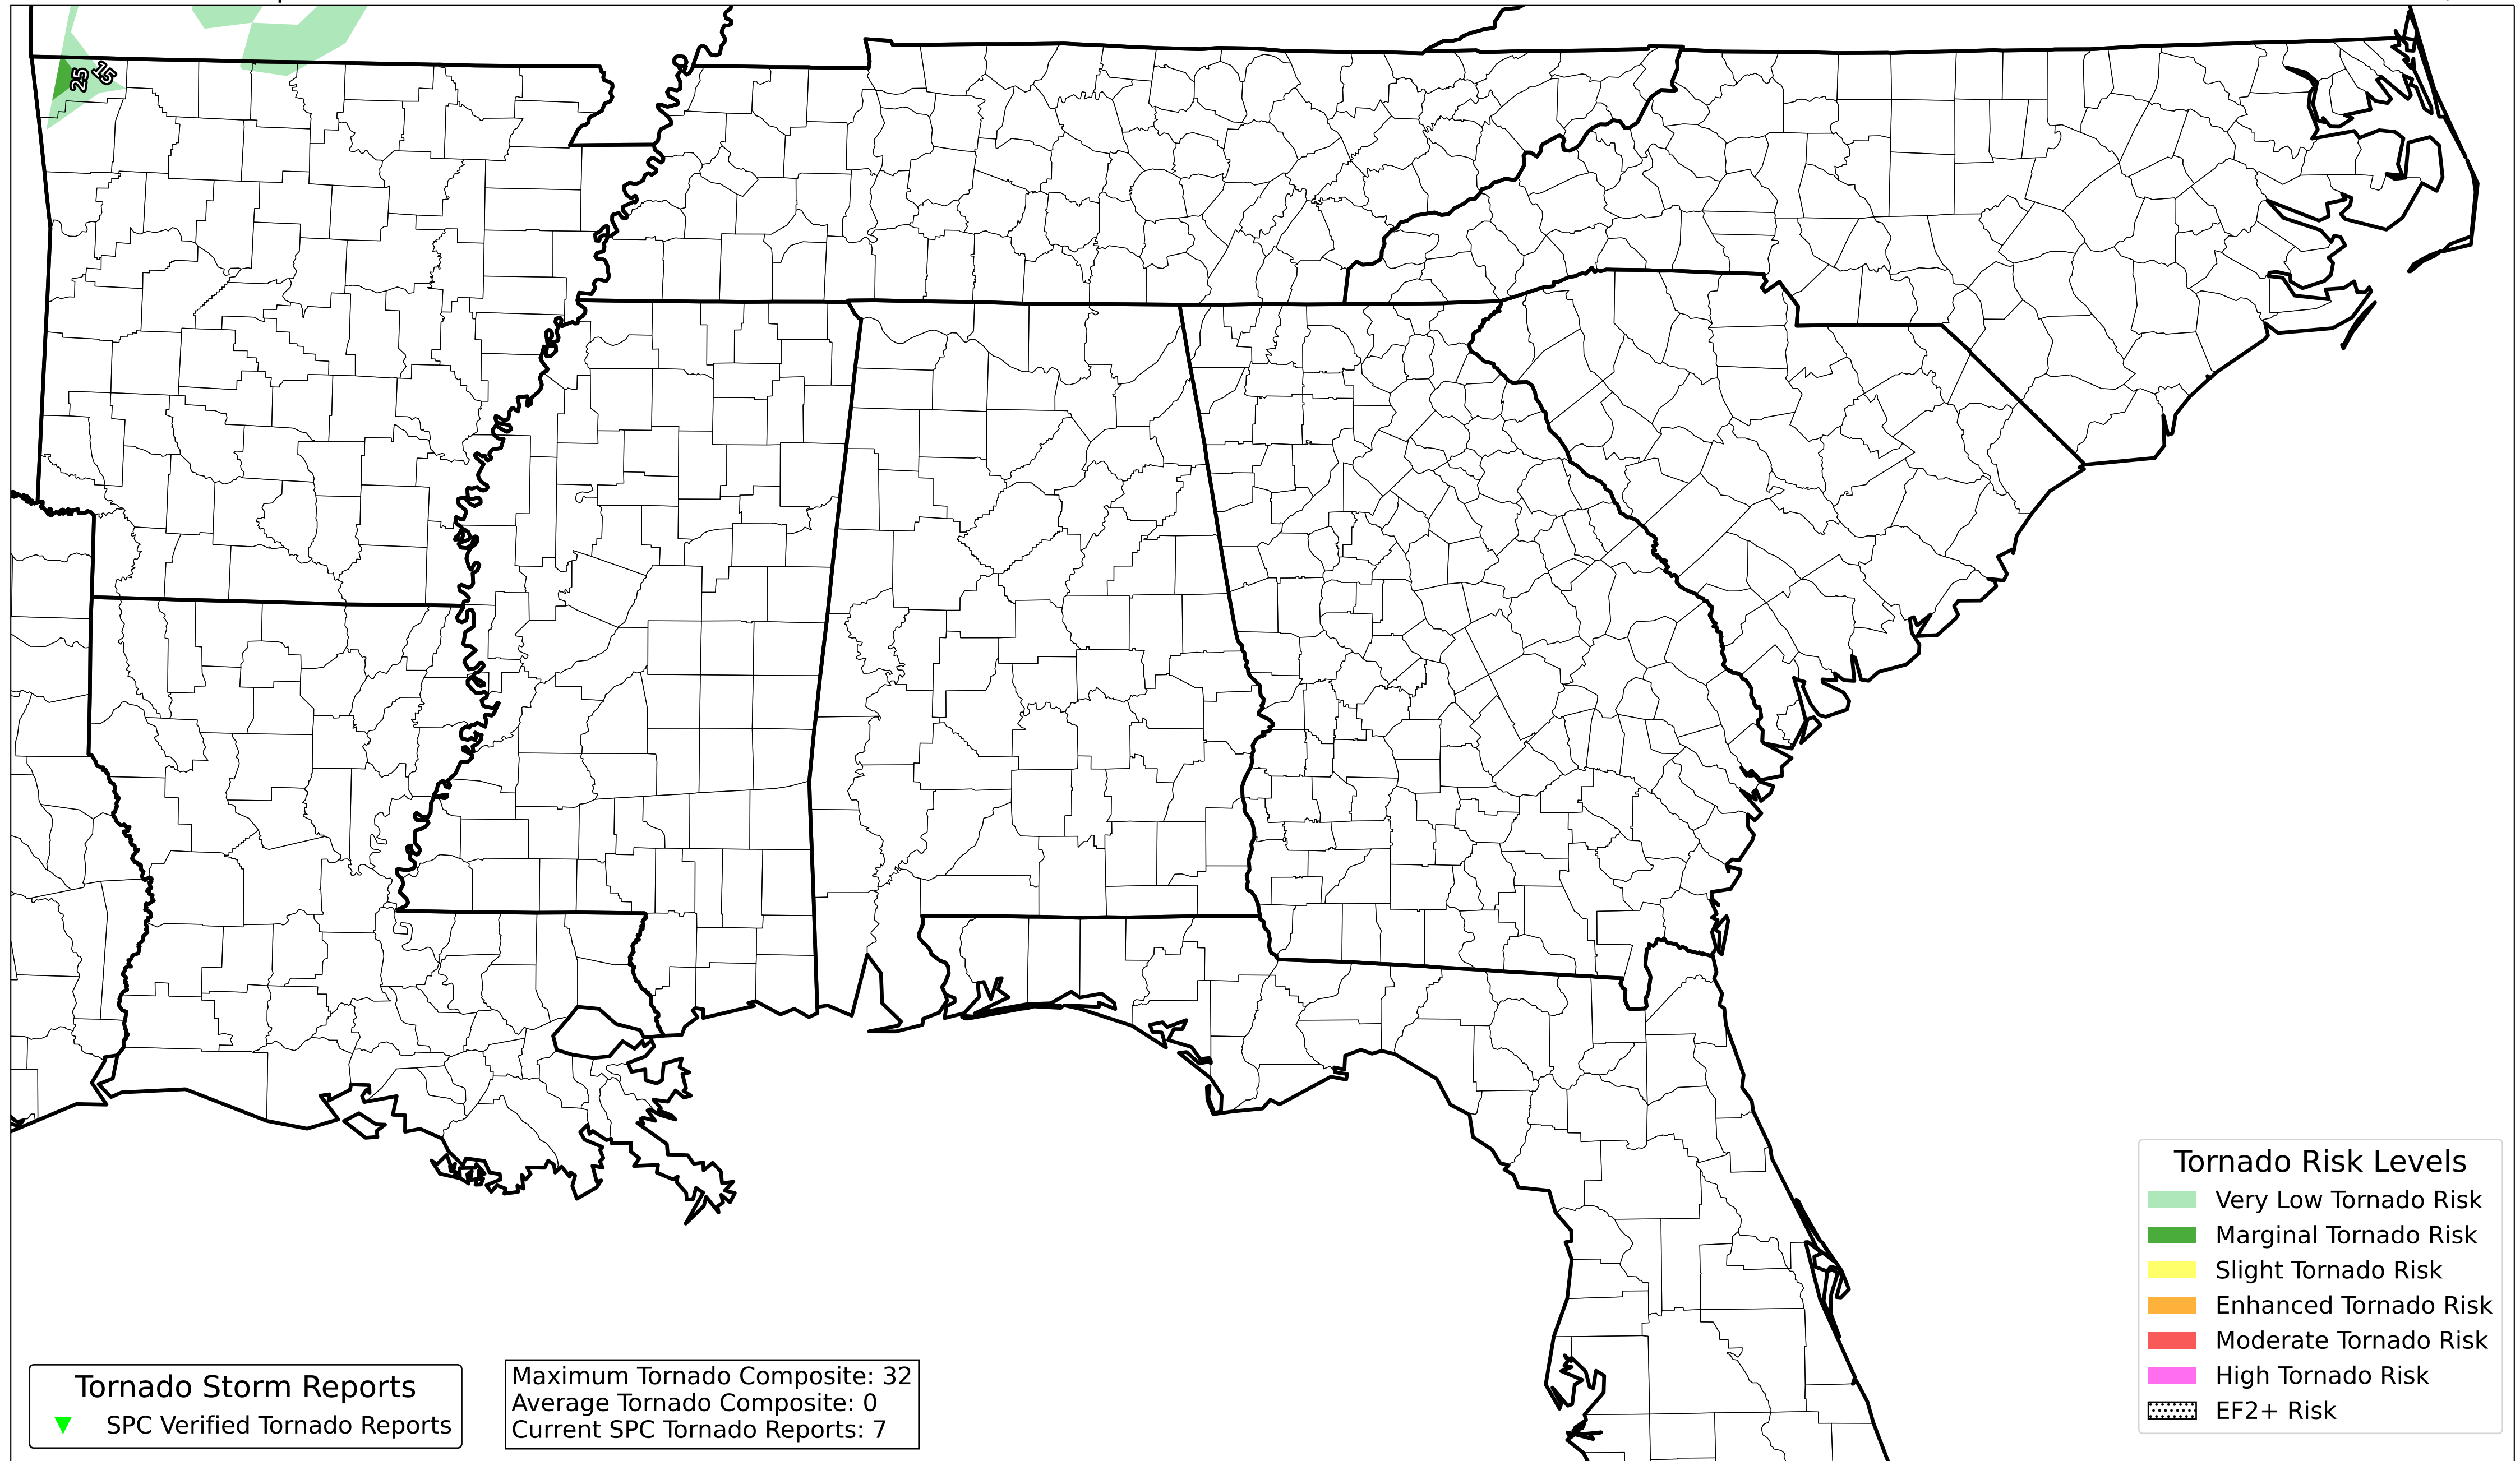 25
15
Tornado Storm Reports
SPC Verified Tornado Reports
Maximum Tornado Composite: 32
Average Tornado Composite: 0
Current SPC Tornado Reports: 7
Tornado Risk Levels
Very Low Tornado Risk
Marginal Tornado Risk
Slight Tornado Risk
Enhanced Tornado Risk
Moderate Tornado Risk
High Tornado Risk
EF2+ Risk